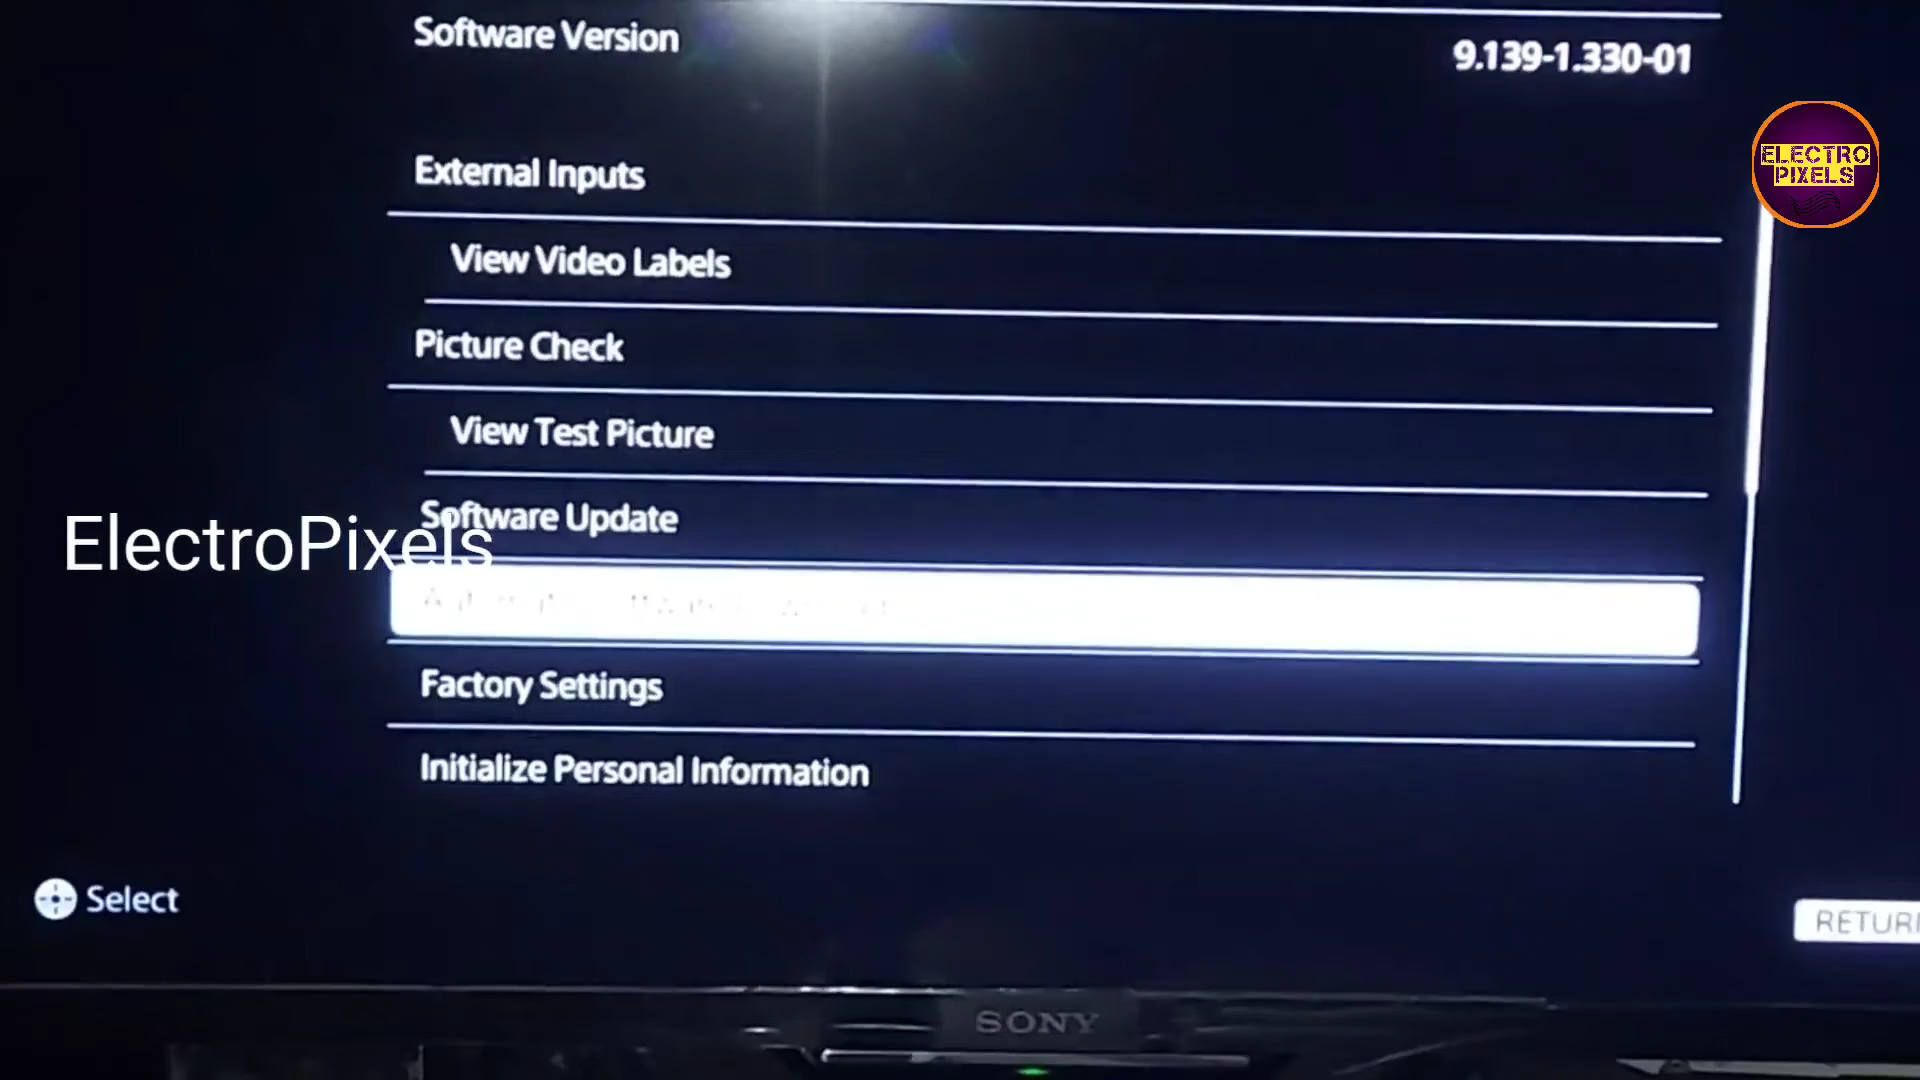 Software Version
9.139-1.330-01
ELECTRO
PIXELS
External Inputs
View Video Labels
Picture Check
View Test Picture
Software Update
ElectroPixels
Factory Settings
Initialize Personal Information
Select
SONY